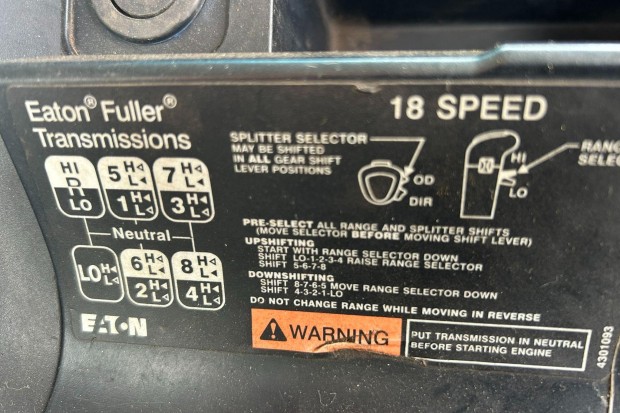 Eaton® Fuller®
Transmissions
18 SPEED
SPLITTER SELECTOR
MAY BE SHIFTED
IN ALL GEAR SHIFT
LEVER POSITIONS
OD
DIR
HI
LO
HI
LO
5 H L
7 H L
1 H L
3 H L
Neutral
LO H L
6 H L
8 H L
2 H L
4 H L
PRE-SELECT ALL RANGE AND SPLITTER SHIFTS
(MOVE SELECTOR BEFORE MOVING SHIFT LEVER)
UPSHIFTING
START WITH RANGE SELECTOR DOWN
SHIFT LO-1-2-3-4 RAISE RANGE SELECTOR
SHIFT 5-6-7-8
DOWNSHIFTING
SHIFT 8-7-6-5 MOVE RANGE SELECTOR DOWN
SHIFT 4-3-2-1-LO
DO NOT CHANGE RANGE WHILE MOVING IN REVERSE
EATON
WARNING
PUT TRANSMISSION IN NEUTRAL
BEFORE STARTING ENGINE
4301093